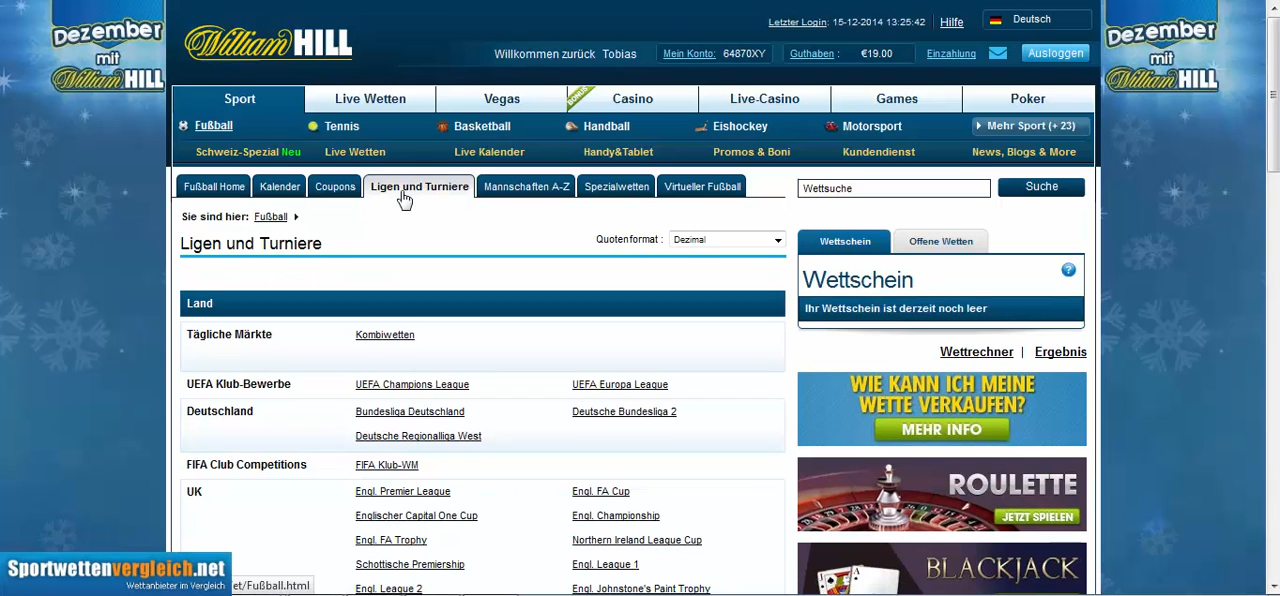 Dezember
mit
William HILL
William HILL
Letzter Login: 15-12-2014 13:25:42 Hilfe Deutsch
Willkommen zurück Tobias Mein Konto: 64870XY Guthaben : €19.00 Einzahlung Ausloggen
Dezember
mit
William HILL
Sport Live Wetten Vegas BONUS Casino Live-Casino Games Poker
Fußball Tennis Basketball Handball Eishockey Motorsport Mehr Sport (+ 23)
Schweiz-Spezial Neu Live Wetten Live Kalender Handy&Tablet Promos & Boni Kundendienst News, Blogs & More
Fußball Home Kalender Coupons Ligen und Turniere Mannschaften A-Z Spezialwetten Virtueller Fußball
Wettsuche Suche
Sie sind hier: Fußball
Ligen und Turniere
Quotenformat : Dezimal
Land
Tägliche Märkte Kombiwetten
UEFA Klub-Bewerbe UEFA Champions League UEFA Europa League
Deutschland Bundesliga Deutschland Deutsche Bundesliga 2
Deutsche Regionalliga West
FIFA Club Competitions FIFA Klub-WM
UK Engl. Premier League Engl. FA Cup
Englischer Capital One Cup Engl. Championship
Engl. FA Trophy Northern Ireland League Cup
Schottische Premiership Engl. League 1
Engl. League 2 Engl. Johnstone's Paint Trophy
Wettschein Offene Wetten
Wettschein ?
Ihr Wettschein ist derzeit noch leer
Wettrechner | Ergebnis
WIE KANN ICH MEINE
WETTE VERKAUFEN?
MEHR INFO
ROULETTE
JETZT SPIELEN
BLACKJACK
Sportwettenvergleich.net
Wettanbieter im Vergleich
et/Fußball.html